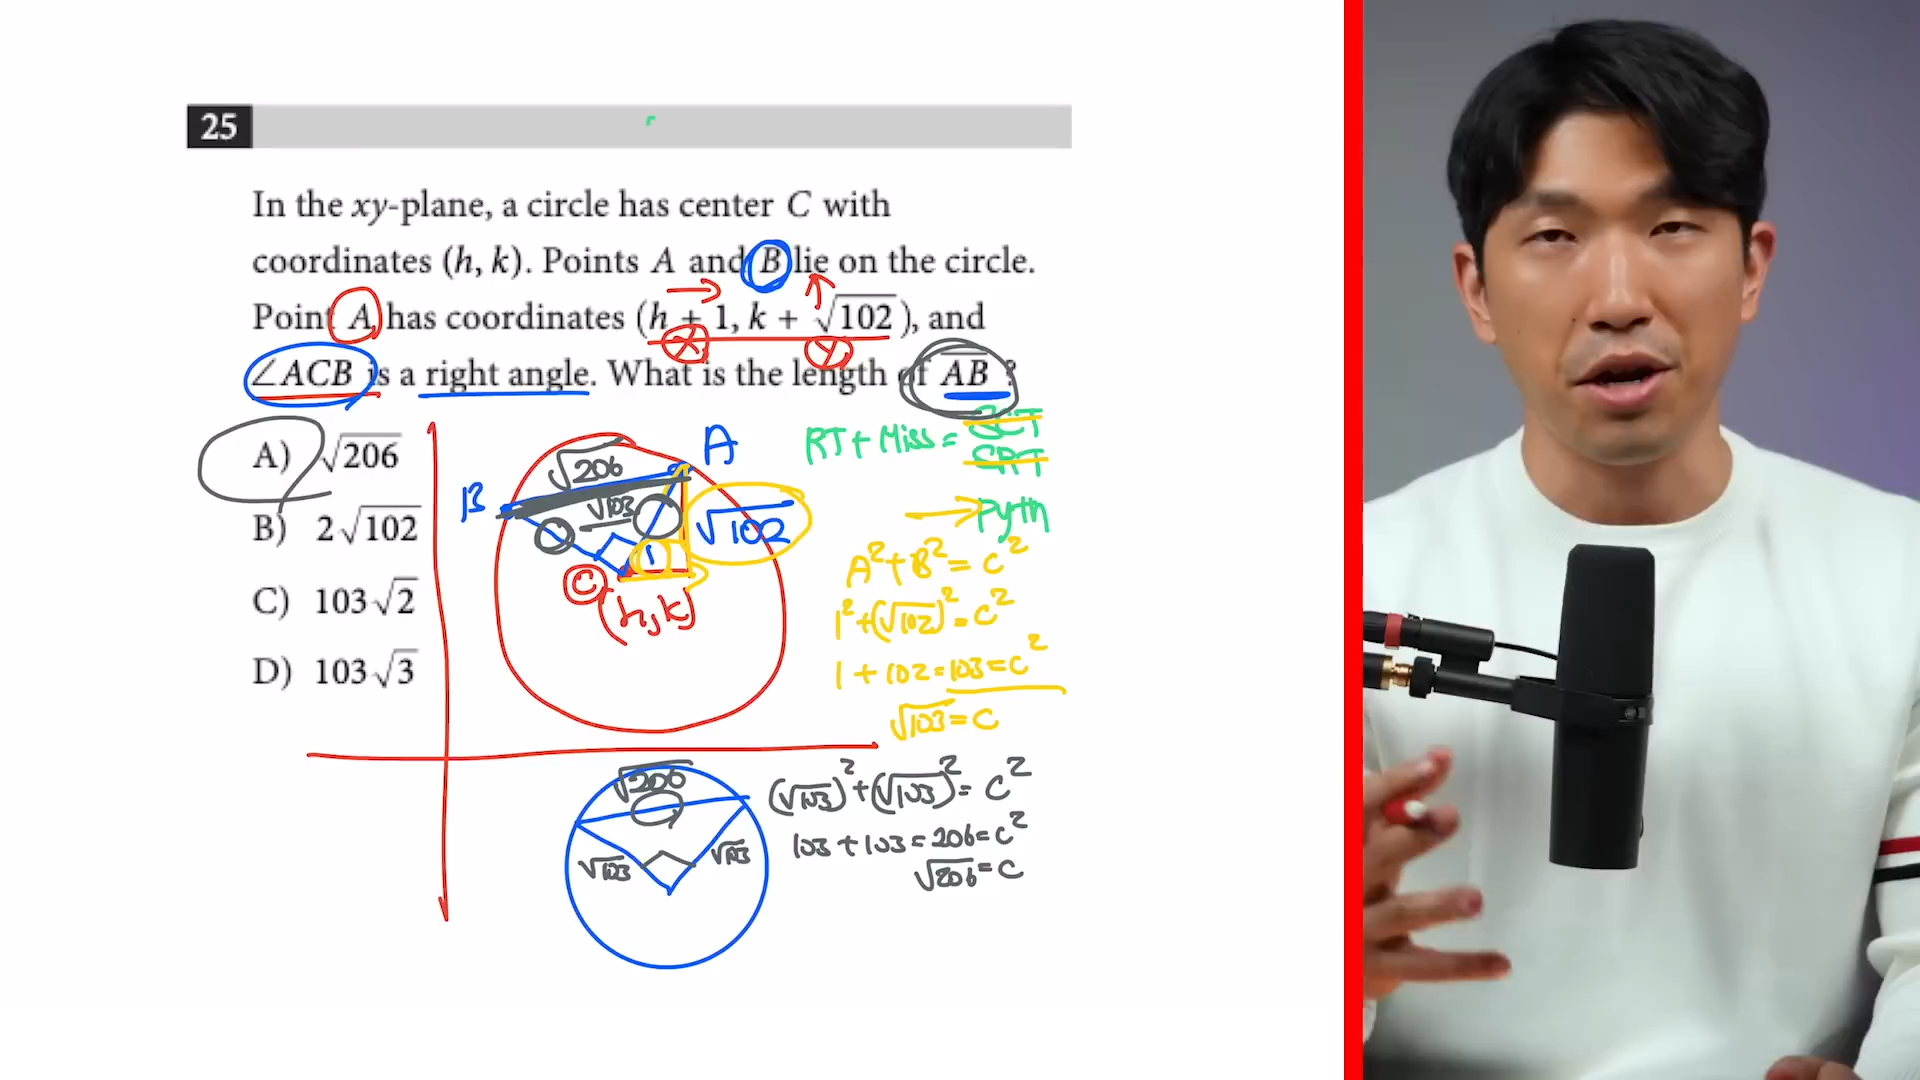 25
In the xy-plane, a circle has center C with
coordinates (h, k). Points A and B lie on the circle.
Point A has coordinates (h + 1, k + √102), and
∠ACB is a right angle. What is the length of AB?
A) √206
B) 2√102
C) 103√2
D) 103√3
X
Y
RT + Miss = SCT
SRT
→ Pyth
A
B
√206
√103
√102
1
C
(h, k)
A² + B² = C²
1² + (√102)² = C²
1 + 102 = 103 = C²
√103 = C
√206
√103
√103
(√103)² + (√103)² = C²
103 + 103 = 206 = C²
√206 = C